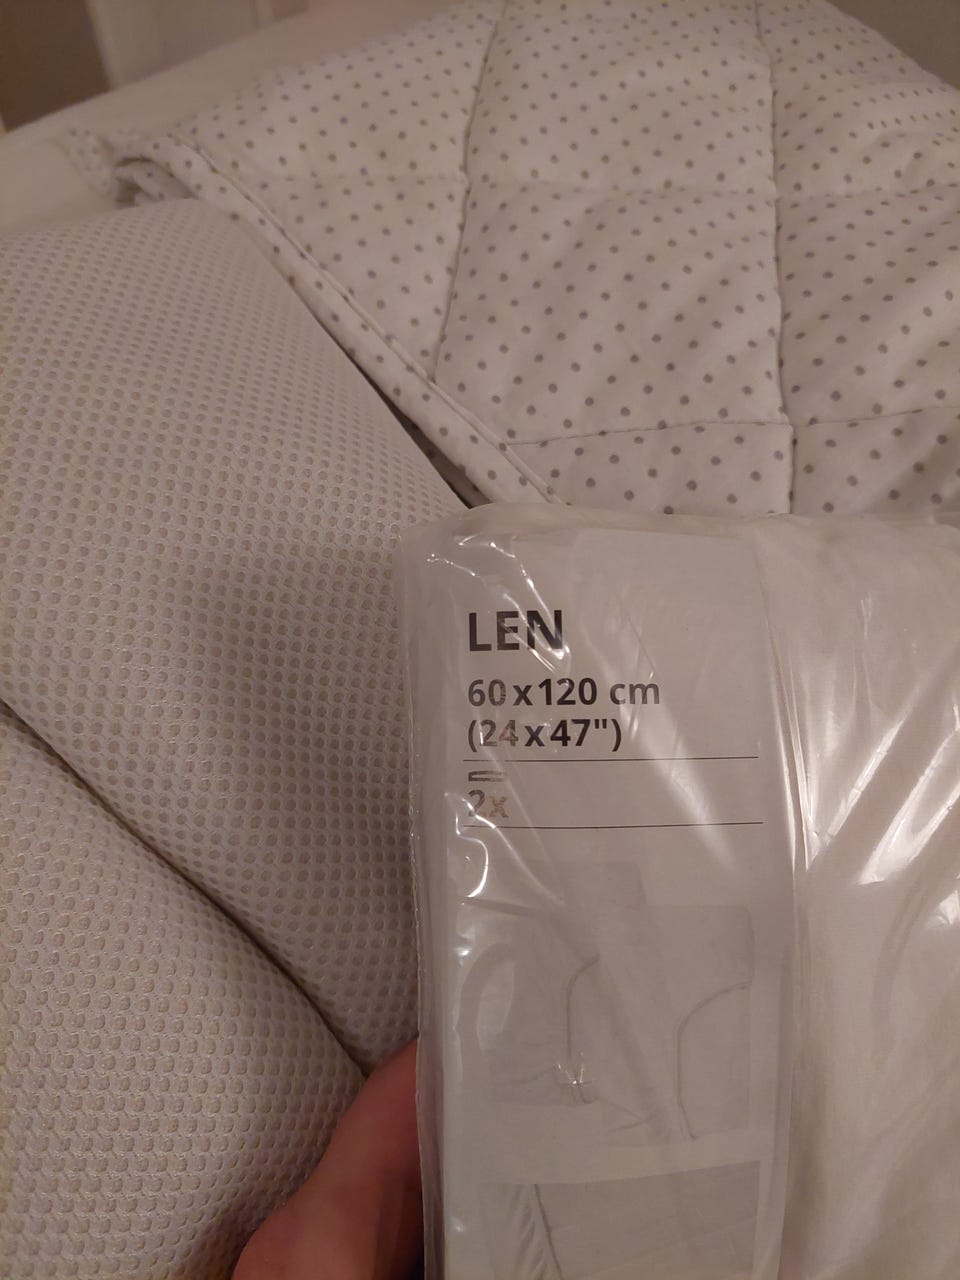 LEN
60x120 cm
(24x47")
2x